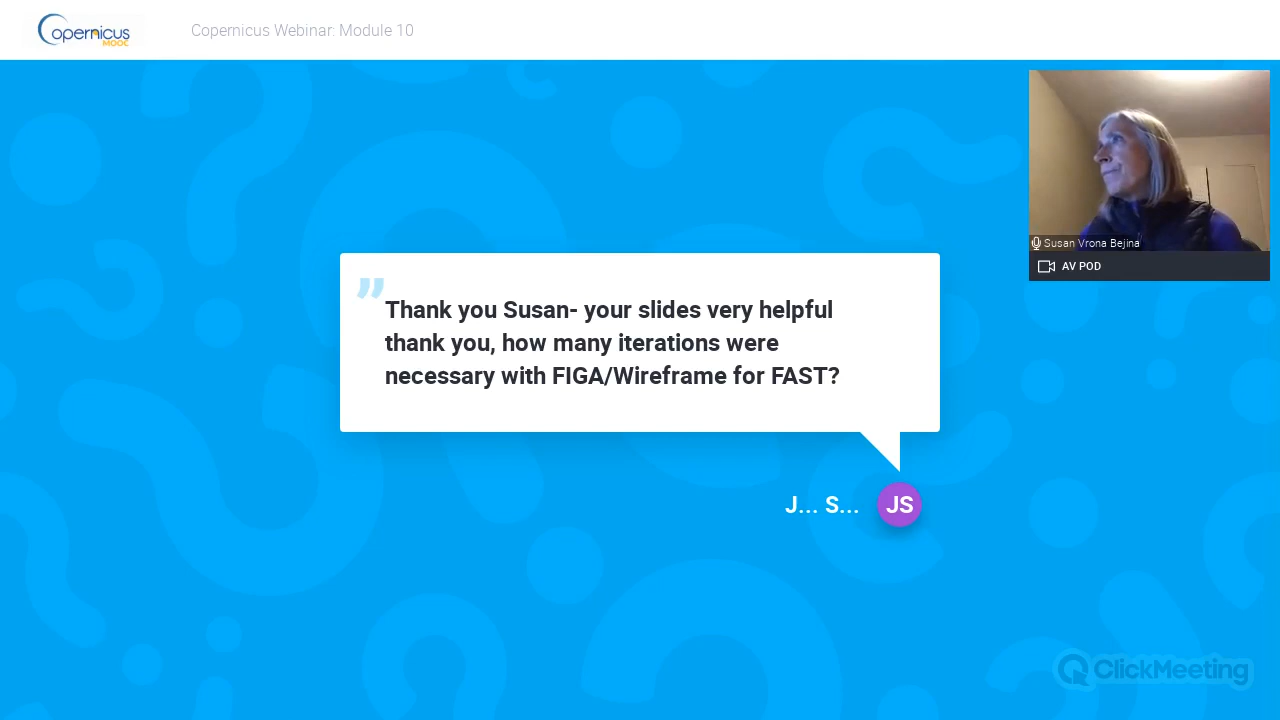 Copernicus
MOOC
Copernicus Webinar: Module 10
Susan Vrona Bejina
AV POD
Thank you Susan- your slides very helpful
thank you, how many iterations were
necessary with FIGA/Wireframe for FAST?
J... S...
JS
ClickMeeting